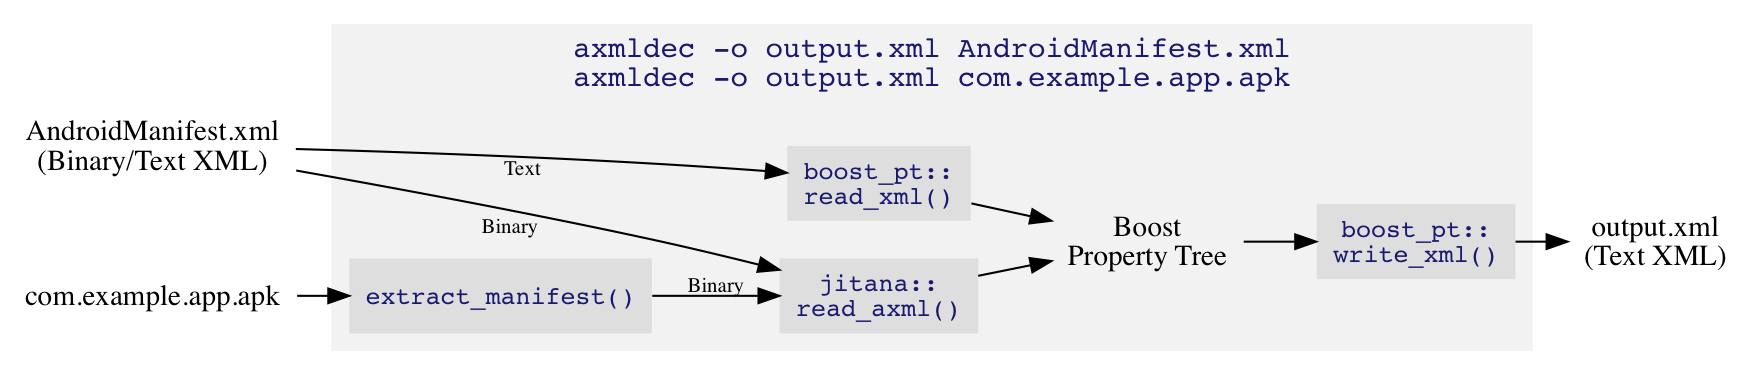 axmldec -o output.xml AndroidManifest.xml
axmldec -o output.xml com.example.app.apk
AndroidManifest.xml
(Binary/Text XML)
Text
Binary
boost_pt::
read_xml()
com.example.app.apk
extract_manifest()
Binary
jitana::
read_axml()
Boost
Property Tree
boost_pt::
write_xml()
output.xml
(Text XML)